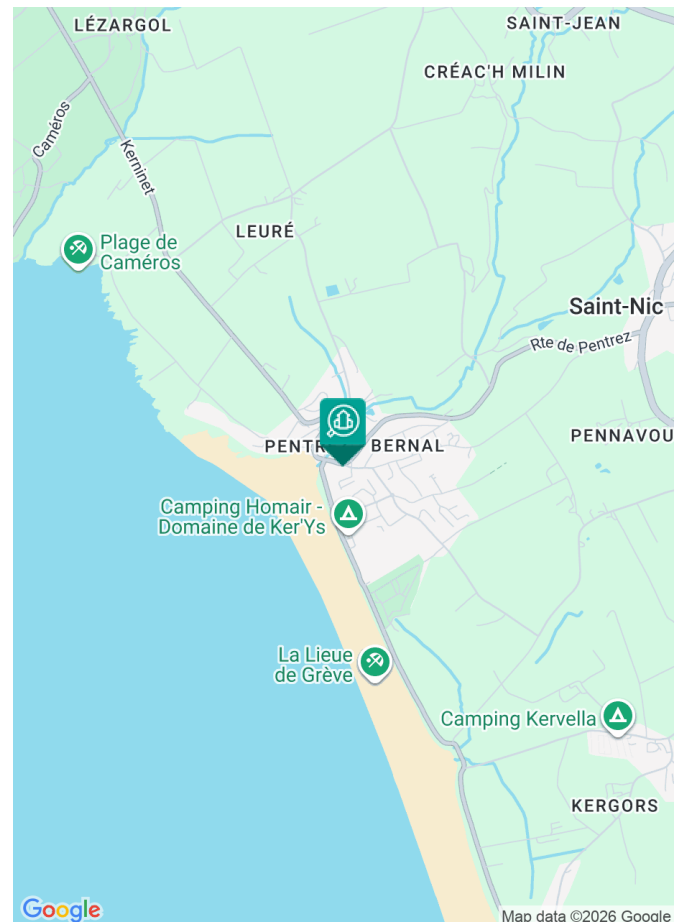 LÉZARGOL
SAINT-JEAN
CRÉAC'H MILIN
Caméros
Kerninet
LEURÉ
Plage de
Caméros
Saint-Nic
Rte de Pentrez
BERNAL
PENNAVOU
Camping Homair -
Domaine de Ker'Ys
La Lieue
de Grève
Camping Kervella
KERGORS
Google
Map data ©2026 Google